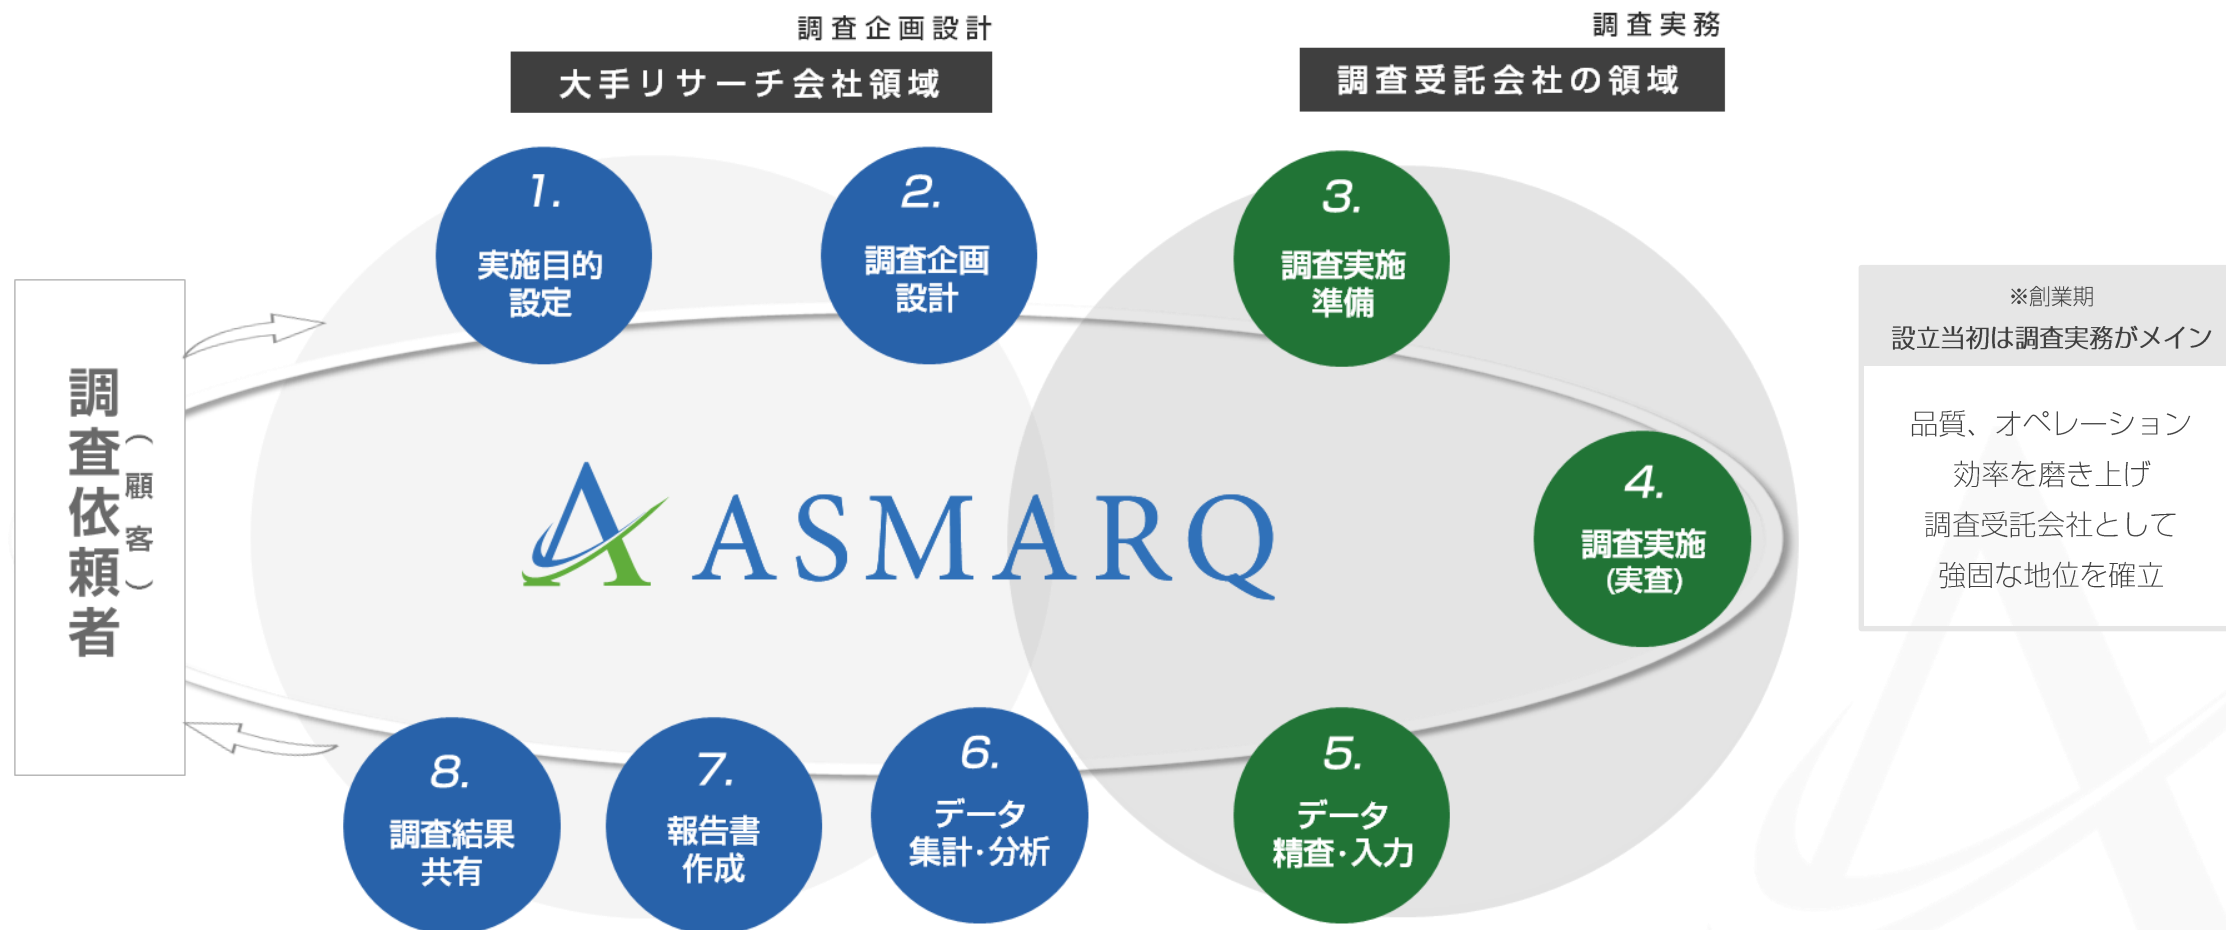 調査企画設計
大手リサーチ会社領域
調査実務
調査受託会社の領域
1.
実施目的
設定
2.
調査企画
設計
3.
調査実施
準備
4.
調査実施
(実査)
5.
データ
精査・入力
6.
データ
集計・分析
7.
報告書
作成
8.
調査結果
共有
調査依頼者
（顧客）
ASMARQ
※創業期
設立当初は調査実務がメイン
品質、オペレーション
効率を磨き上げ
調査受託会社として
強固な地位を確立